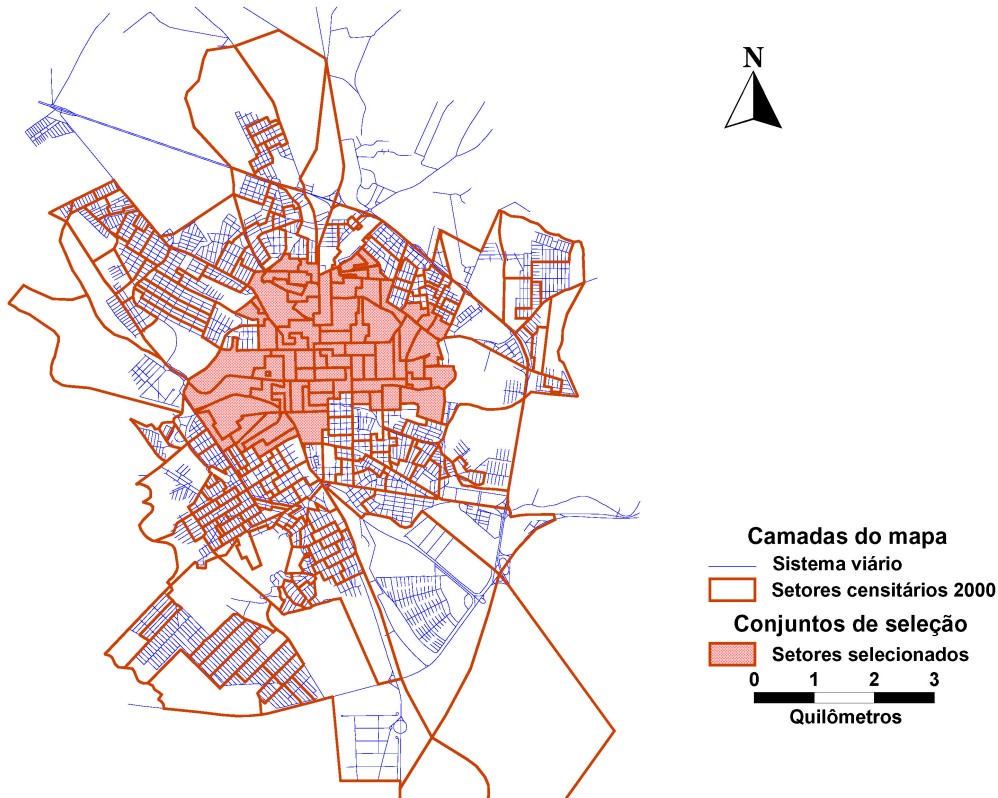 N
Camadas do mapa
Sistema viário
Setores censitários 2000
Conjuntos de seleção
Setores selecionados
0 1 2 3
Quilômetros